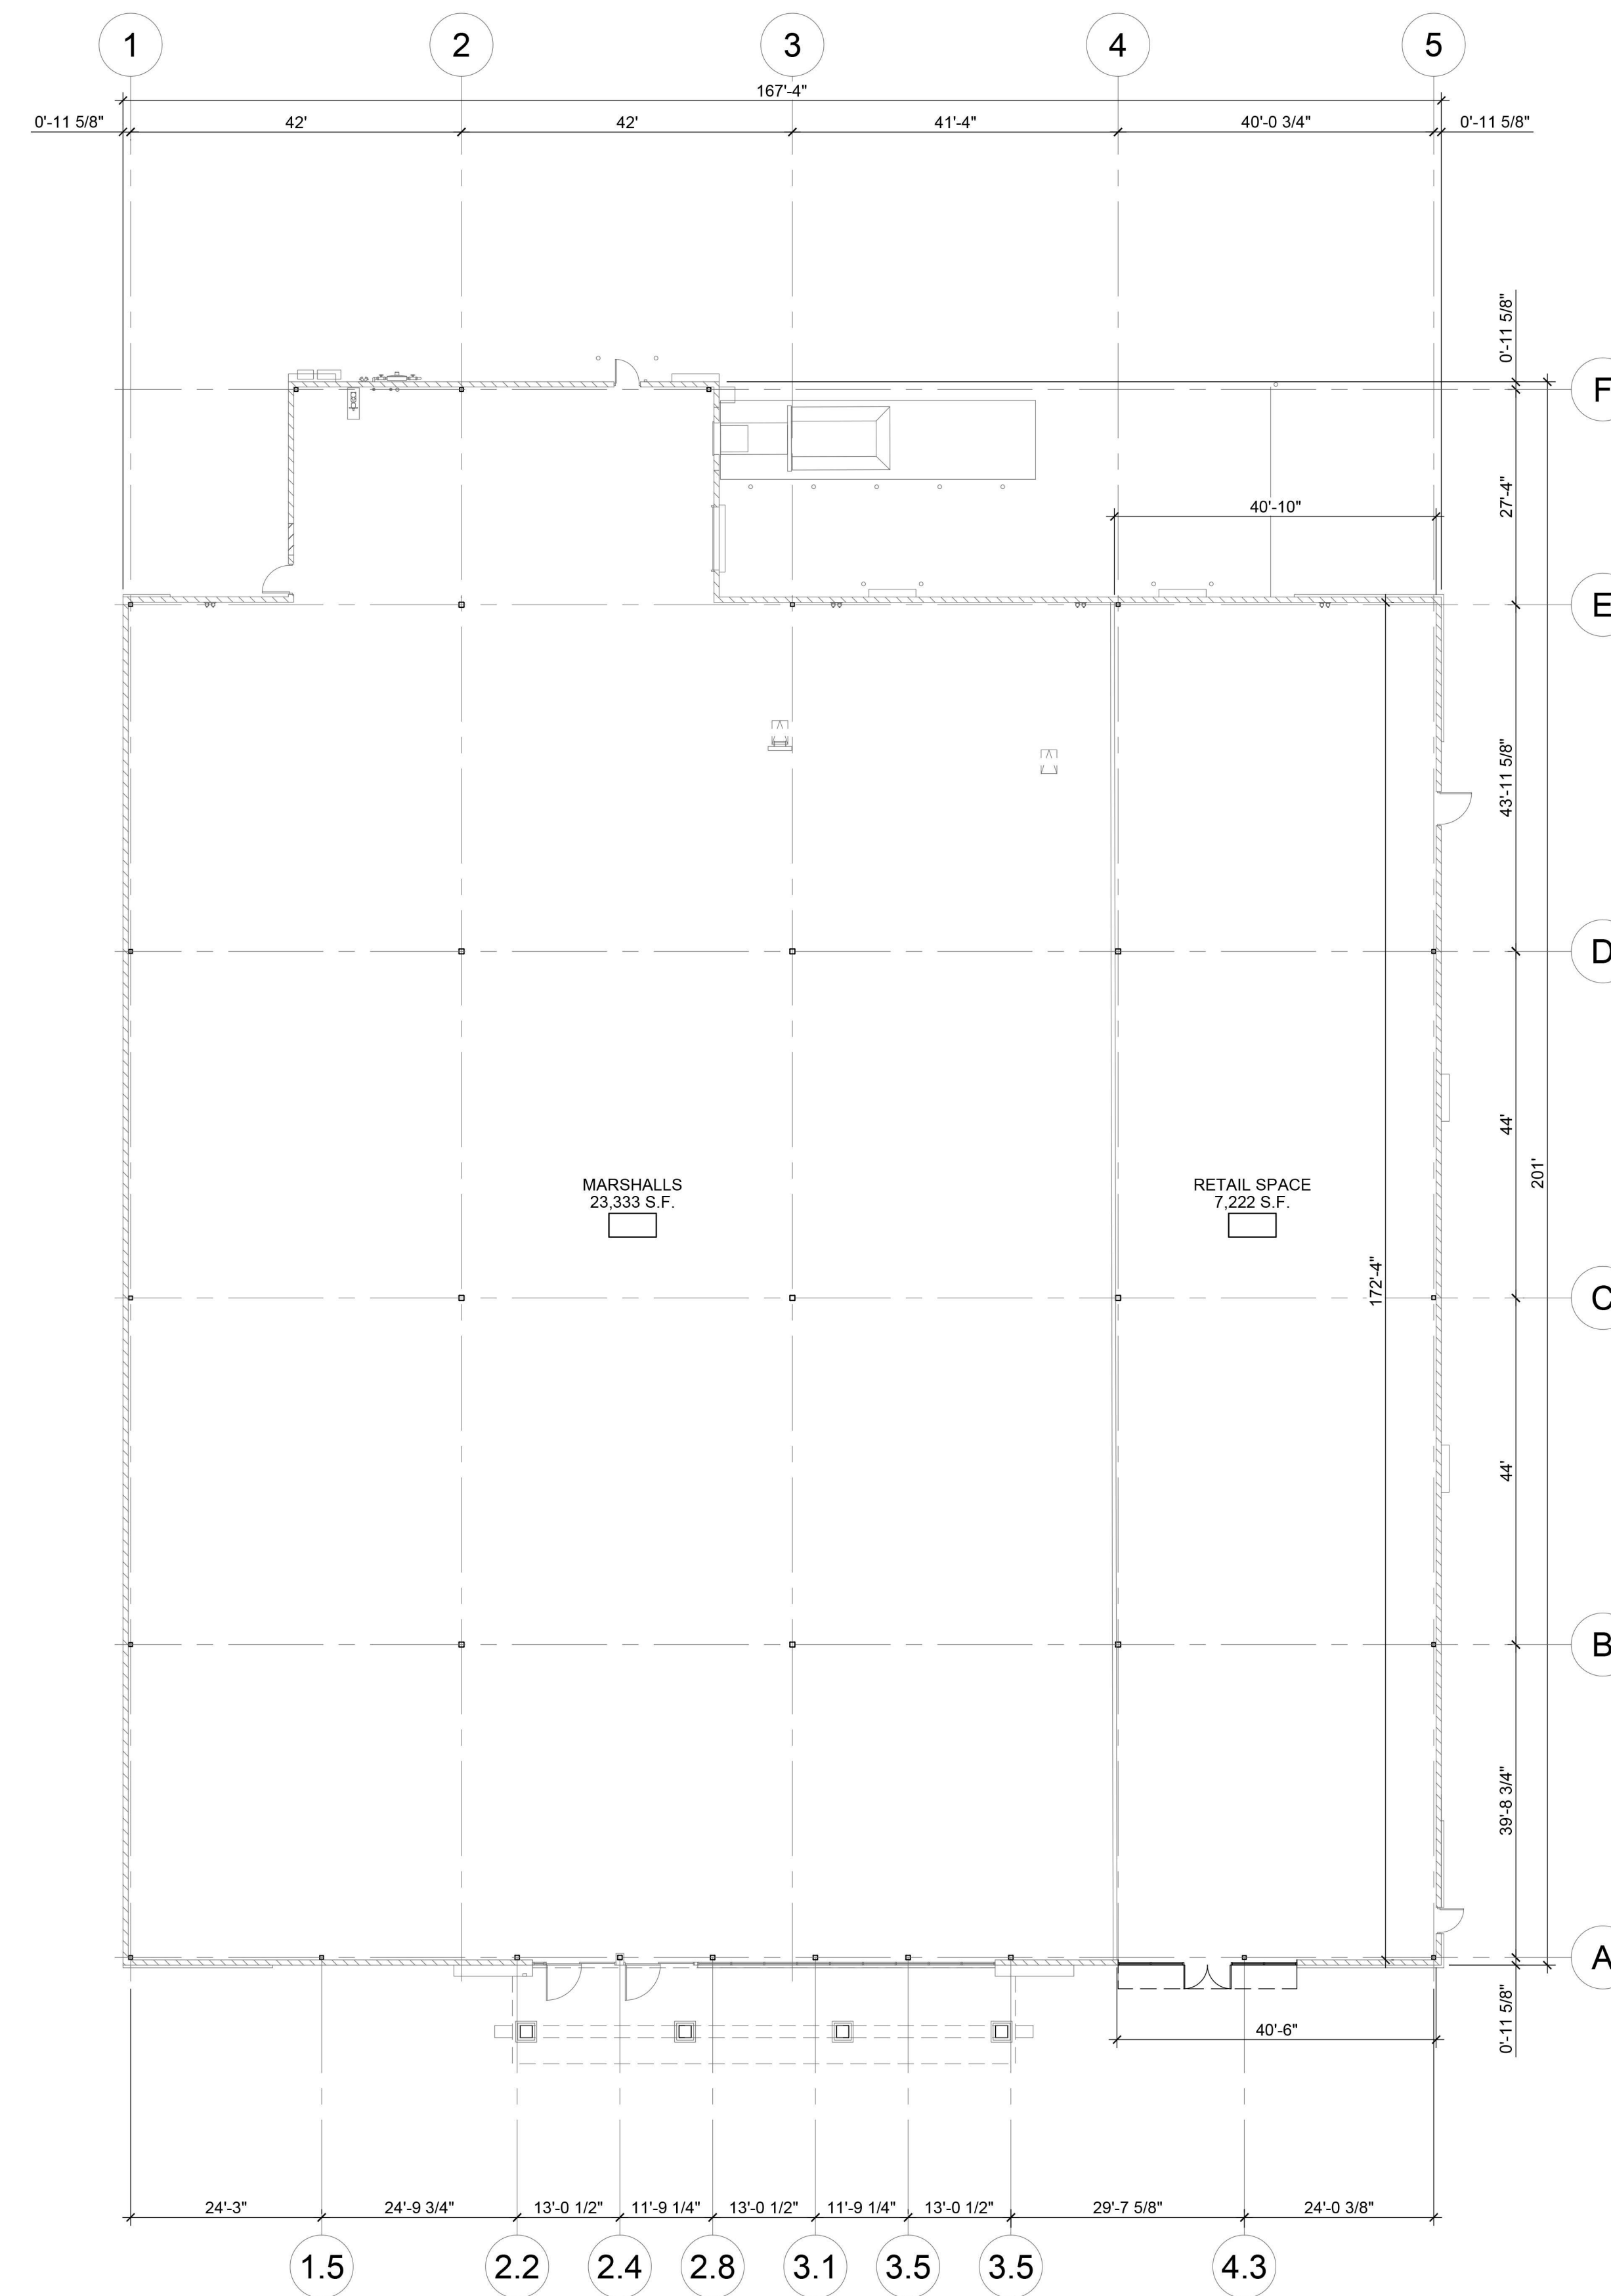 1 2 3 4 5
167'-4"
0'-11 5/8" 42' 42' 41'-4" 40'-0 3/4" 0'-11 5/8"
0'-11 5/8"
F
27'-4"
40'-10"
E
43'-11 5/8"
D
44'
201'
MARSHALLS
23,333 S.F.
RETAIL SPACE
7,222 S.F.
172'-4"
C
44'
B
39'-8 3/4"
A
0'-11 5/8"
40'-6"
24'-3" 24'-9 3/4" 13'-0 1/2" 11'-9 1/4" 13'-0 1/2" 11'-9 1/4" 13'-0 1/2" 29'-7 5/8" 24'-0 3/8"
1.5 2.2 2.4 2.8 3.1 3.5 3.5 4.3